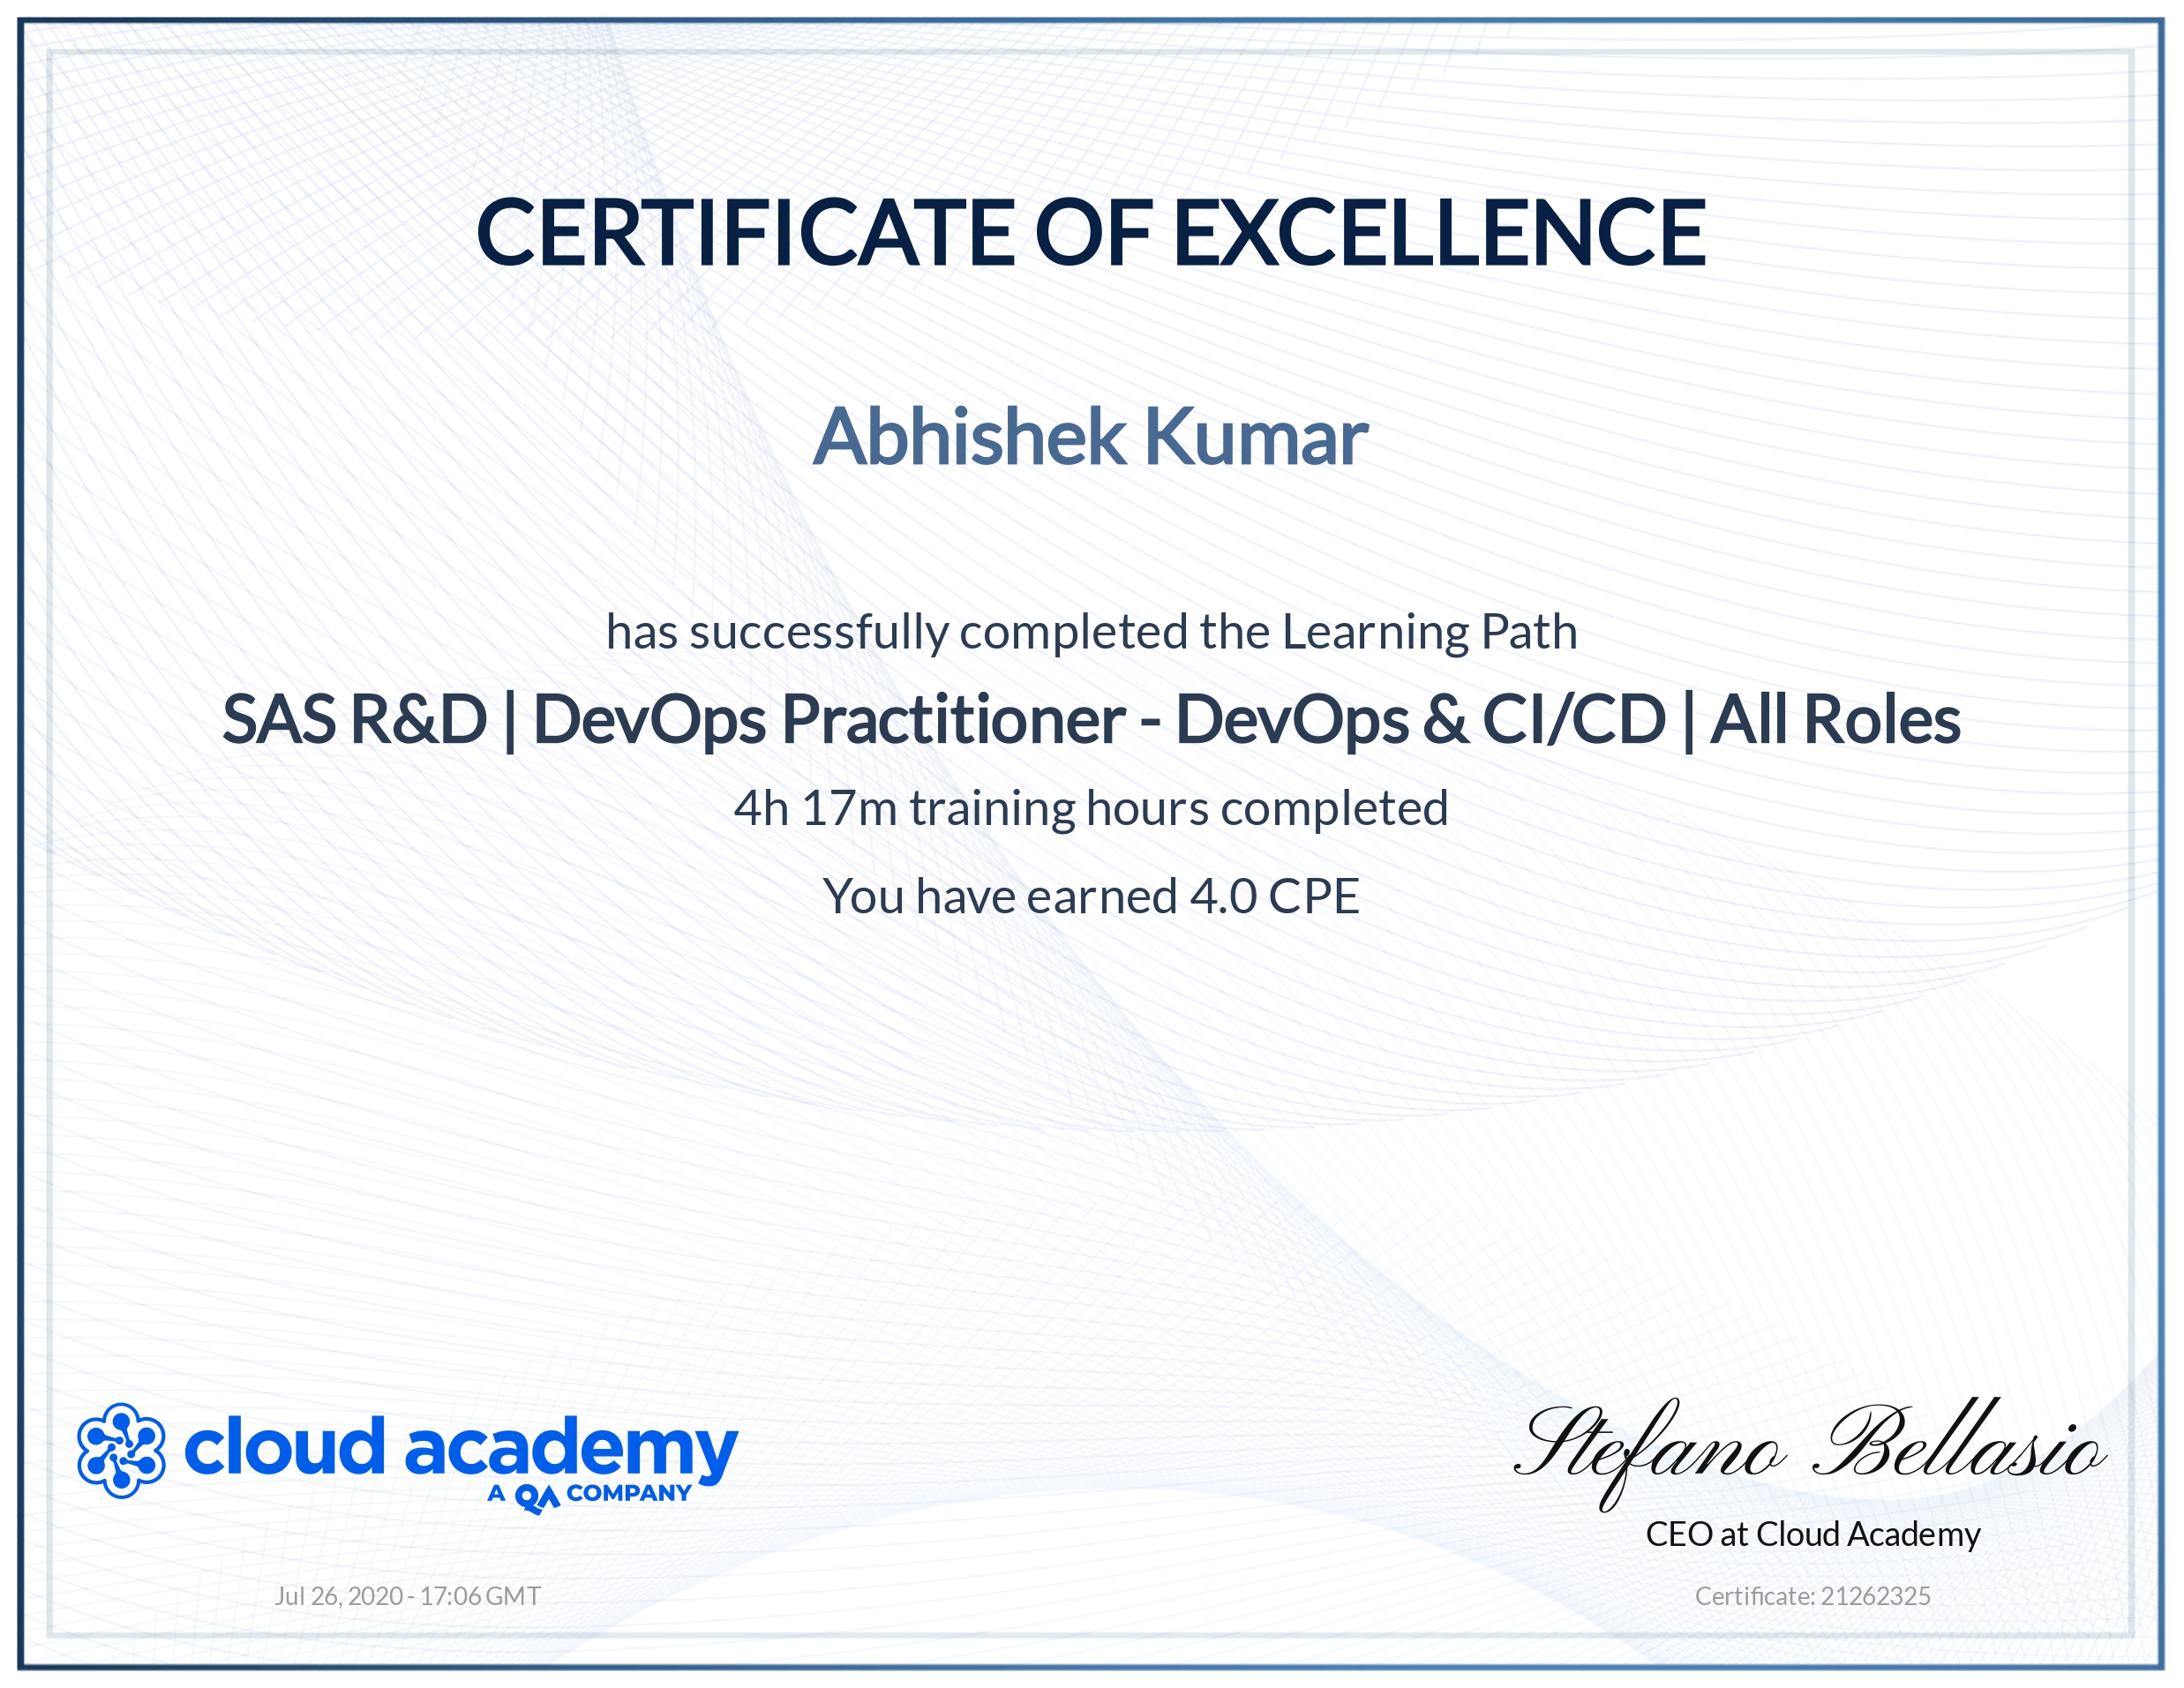 CERTIFICATE OF EXCELLENCE
Abhishek Kumar
has successfully completed the Learning Path
SAS R&D | DevOps Practitioner - DevOps & CI/CD | All Roles
4h 17m training hours completed
You have earned 4.0 CPE
cloud academy
A QA COMPANY
Stefano Bellasio
CEO at Cloud Academy
Jul 26, 2020 - 17:06 GMT
Certificate: 21262325